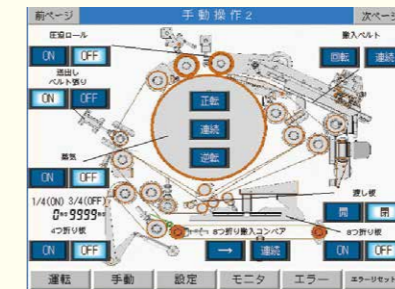 前ページ
手動操作2
次ページ
圧迫ロール
搬入ベルト
ON OFF
回転 連続
送出し
ベルト張り
ON OFF
正転
連続
蒸気
逆転
ON OFF
1/4(ON) 3/4(OFF)
0ms 9999ms
渡し板
開 閉
4つ折り板
8つ折り搬入コンベア
8つ折り板
ON OFF
→ 連続
ON OFF
運転 手動 設定 モニタ エラー エラーリセット